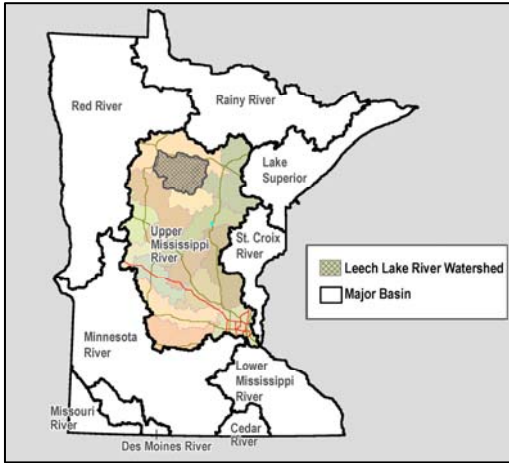 Red River
Rainy River
Lake
Superior
Upper
Mississippi
River
St. Croix
River
Leech Lake River Watershed
Major Basin
Minnesota
River
Lower
Mississippi
River
Missouri
River
Cedar
River
Des Moines River